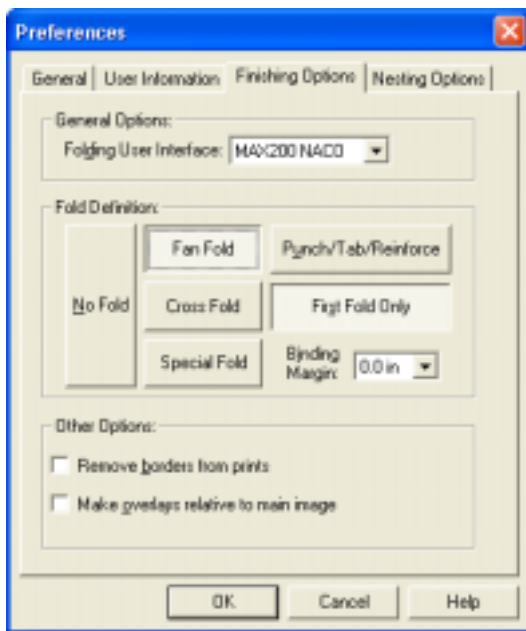 Preferences
General User Information Finishing Options Nesting Options
General Options:
Folding User Interface: MAX200 NACO
Fold Definition:
No Fold
Fan Fold Punch/Tab/Reinforce
Cross Fold First Fold Only
Special Fold Binding Margin: 0.0 in
Other Options:
Remove borders from prints
Make overlays relative to main image
OK Cancel Help